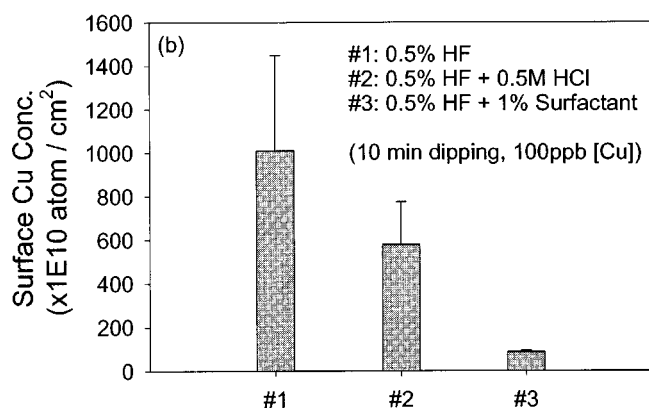 1600
1400
1200
1000
800
600
400
200
0
Surface Cu Conc.
(x1E10 atom / cm²)
(b)
#1: 0.5% HF
#2: 0.5% HF + 0.5M HCl
#3: 0.5% HF + 1% Surfactant
(10 min dipping, 100ppb [Cu])
#1 #2 #3